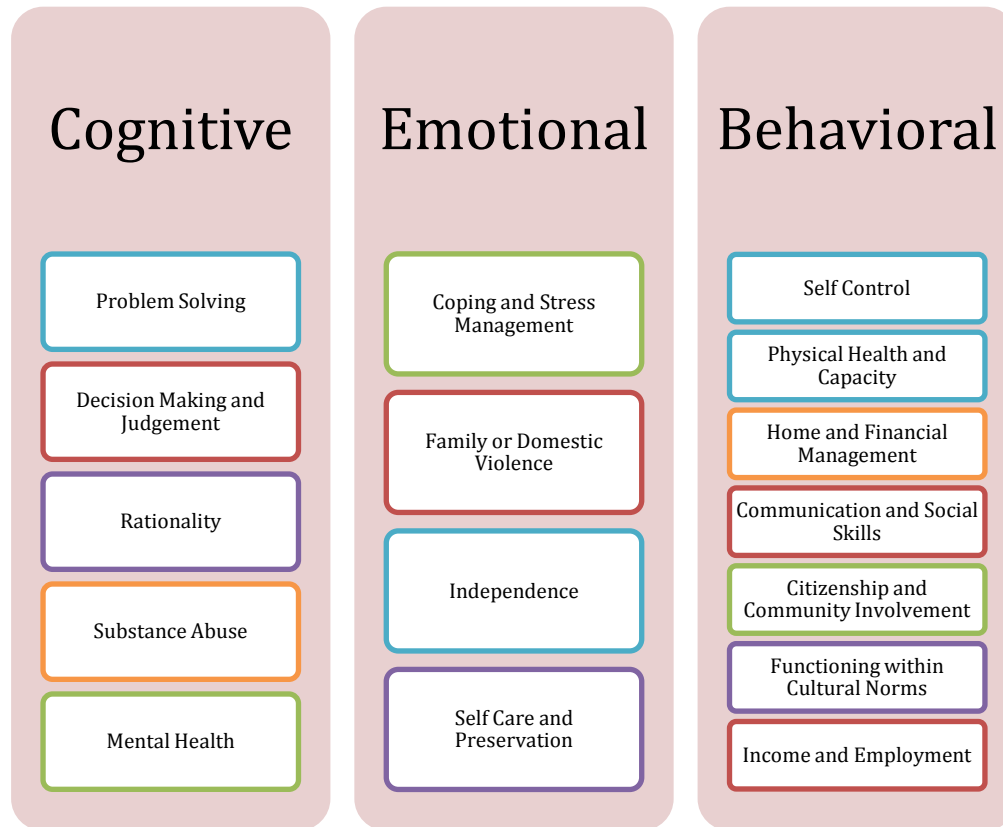 Cognitive
Problem Solving
Decision Making and
Judgement
Rationality
Substance Abuse
Mental Health
Emotional
Coping and Stress
Management
Family or Domestic
Violence
Independence
Self Care and
Preservation
Behavioral
Self Control
Physical Health and
Capacity
Home and Financial
Management
Communication and Social
Skills
Citizenship and
Community Involvement
Functioning within
Cultural Norms
Income and Employment